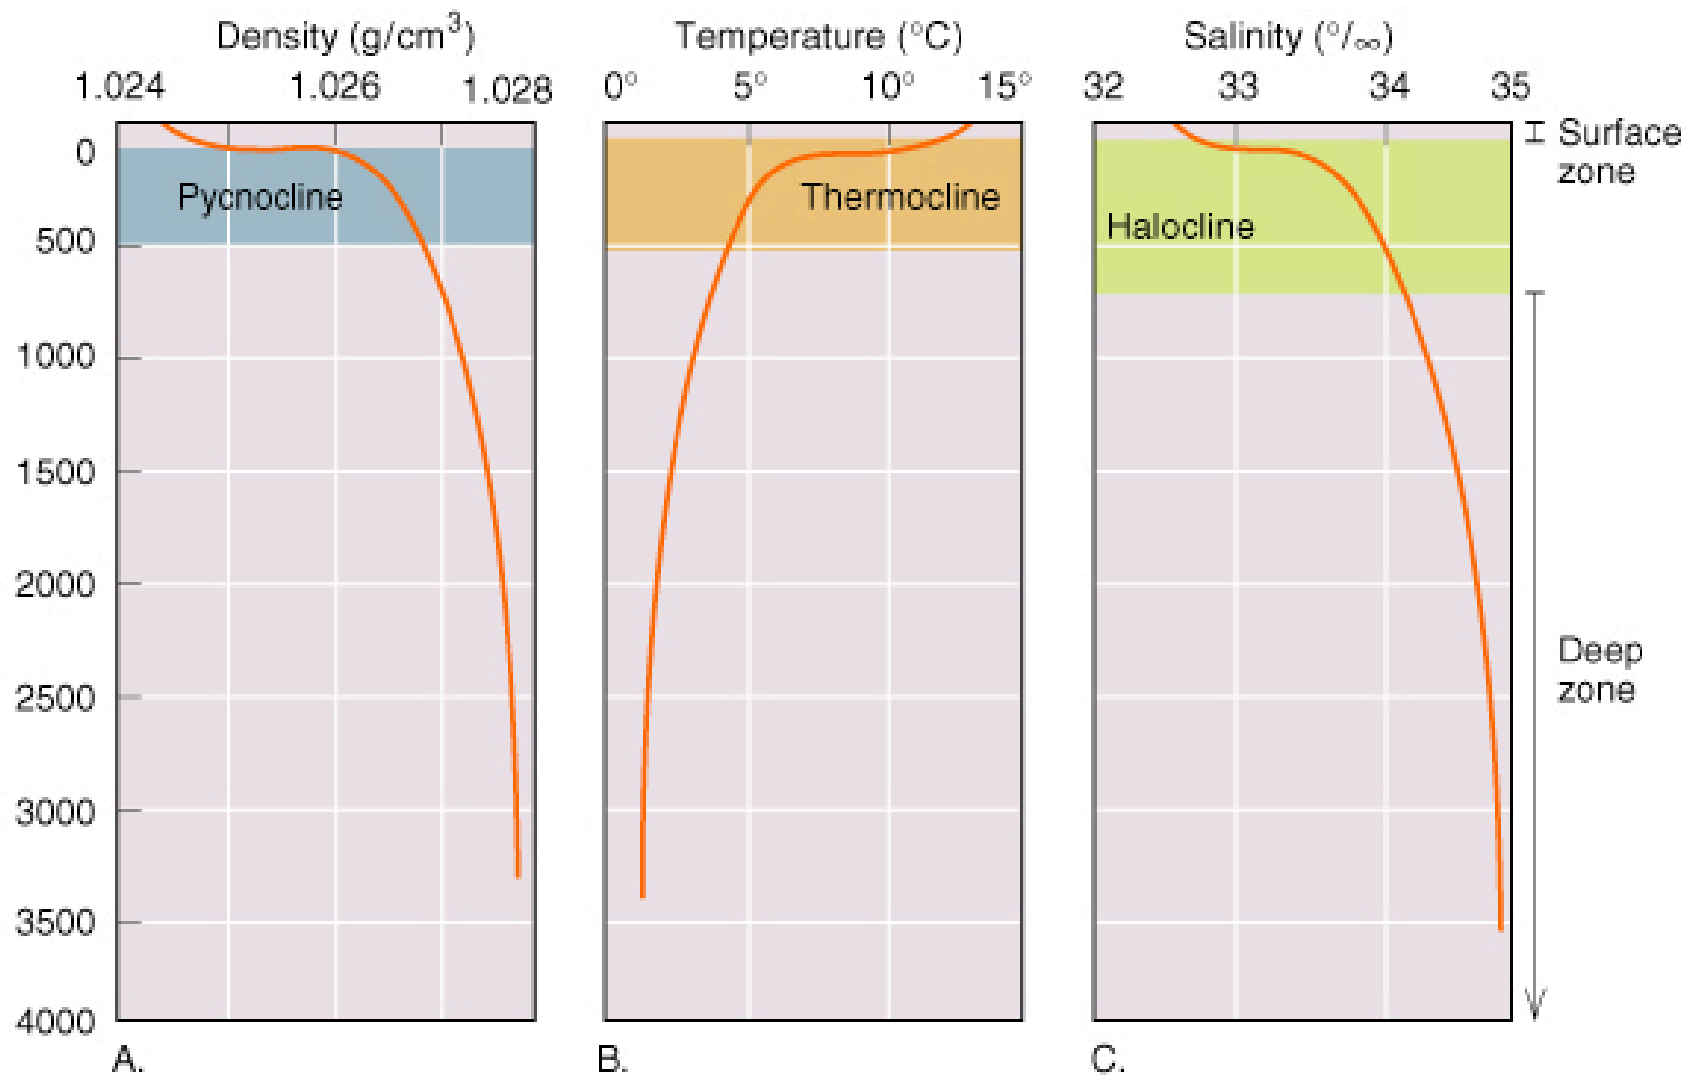 Density (g/cm³)
1.024 1.026 1.028
Temperature (°C)
0° 5° 10° 15°
Salinity (°/∞)
32 33 34 35
0
500
1000
1500
2000
2500
3000
3500
4000
Pycnocline
Thermocline
Halocline
Surface
zone
Deep
zone
A.
B.
C.